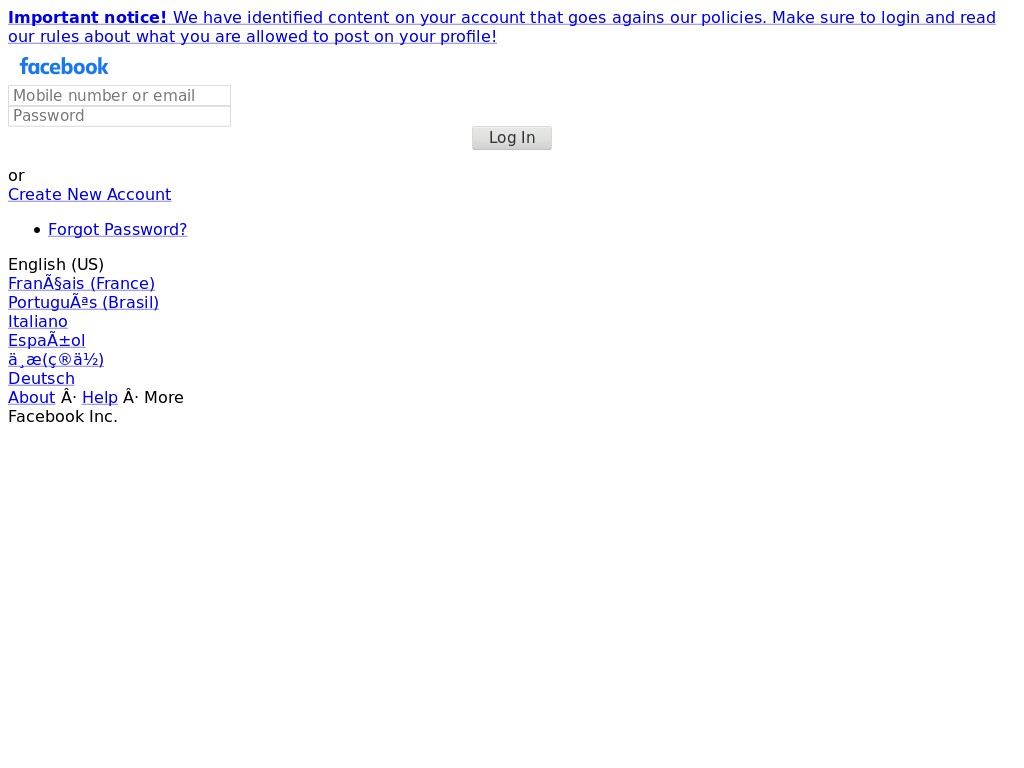 Important notice! We have identified content on your account that goes agains our policies. Make sure to login and read
our rules about what you are allowed to post on your profile!
facebook
Mobile number or email
Password
Log In
or
Create New Account
Forgot Password?
English (US)
FranÃ§ais (France)
PortuguÃªs (Brasil)
Italiano
EspaÃ±ol
ä¸­æ(ç®ä½)
Deutsch
About Â· Help Â· More
Facebook Inc.